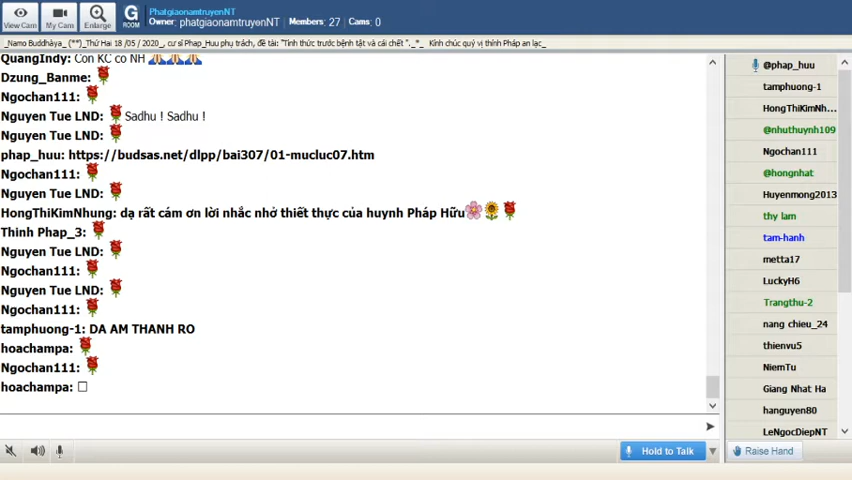 View Cam
My Cam
Enlarge
G
ROOM
PhatgiaonamtruyenNT
Owner: phatgiaonamtruyenNT | Members: 27 | Cams: 0
_Namo Buddhàya_ (**)_Thứ Hai 18 /05 / 2020_, cư sĩ Pháp_Huu phụ trách, đề tài: "Tỉnh thức trước bệnh tật và cái chết "._*_ Kính chúc quý vị thính Pháp an lạc_
QuangIndy: Con KC co NH
Dzung_Banme:
Ngochan111:
Nguyen Tue LND: Sadhu ! Sadhu !
Nguyen Tue LND:
phap_huu: https://budsas.net/dlpp/bai307/01-mucluc07.htm
Ngochan111:
Nguyen Tue LND:
HongThiKimNhung: dạ rất cám ơn lời nhắc nhở thiết thực của huynh Pháp Hữu
Thinh Phap_3:
Nguyen Tue LND:
Ngochan111:
Nguyen Tue LND:
Ngochan111:
tamphuong-1: DA AM THANH RO
hoachampa:
Ngochan111:
hoachampa:
@phap_huu
tamphuong-1
HongThiKimNh...
@nhuthuynh109
Ngochan111
@hongnhat
Huyenmong2013
thy lam
tam-hanh
metta17
LuckyH6
Trangthu-2
nang chieu_24
thienvu5
NiemTu
Giang Nhat Ha
hanguyen80
LeNgocDiepNT
Hold to Talk
Raise Hand